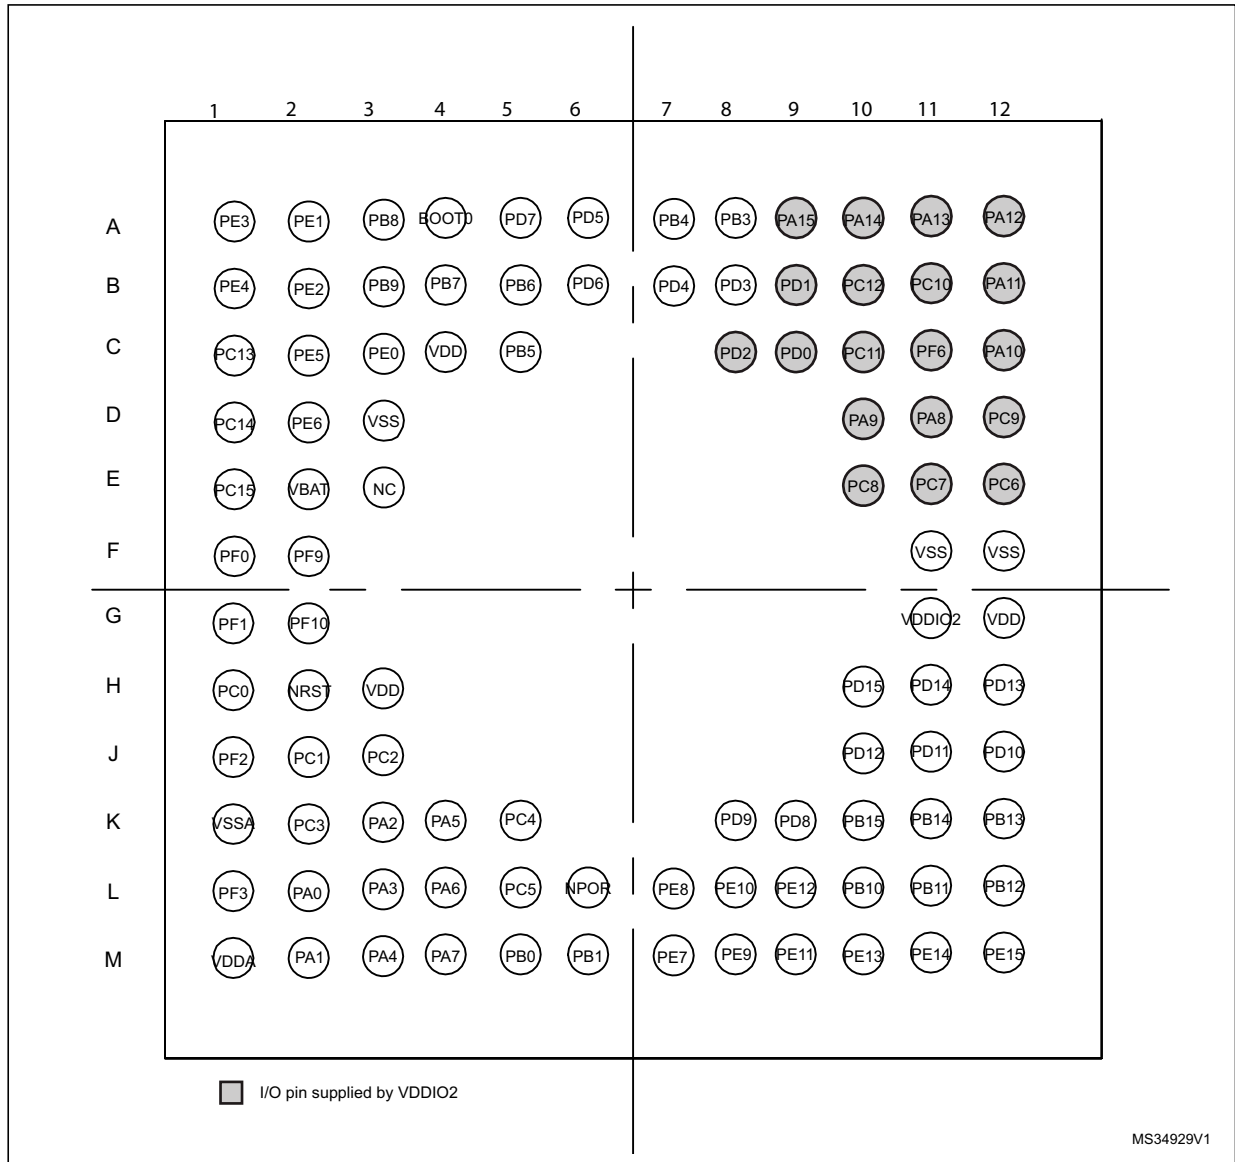 1 2 3 4 5 6 7 8 9 10 11 12
A PE3 PE1 PB8 BOOT0 PD7 PD5 PB4 PB3 PA15 PA14 PA13 PA12
B PE4 PE2 PB9 PB7 PB6 PD6 PD4 PD3 PD1 PC12 PC10 PA11
C PC13 PE5 PE0 VDD PB5 PD2 PD0 PC11 PF6 PA10
D PC14 PE6 VSS PA9 PA8 PC9
E PC15 VBAT NC PC8 PC7 PC6
F PF0 PF9 VSS VSS
G PF1 PF10 VDDIO2 VDD
H PC0 NRST VDD PD15 PD14 PD13
J PF2 PC1 PC2 PD12 PD11 PD10
K VSSA PC3 PA2 PA5 PC4 PD9 PD8 PB15 PB14 PB13
L PF3 PA0 PA3 PA6 PC5 NPOR PE8 PE10 PE12 PB10 PB11 PB12
M VDDA PA1 PA4 PA7 PB0 PB1 PE7 PE9 PE11 PE13 PE14 PE15
I/O pin supplied by VDDIO2
MS34929V1